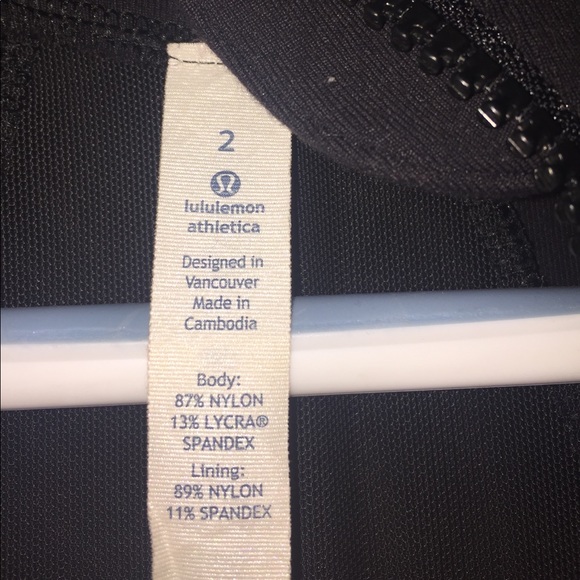 2
lululemon
athletica
Designed in
Vancouver
Made in
Cambodia
Body:
87% NYLON
13% LYCRA®
SPANDEX
Lining:
89% NYLON
11% SPANDEX